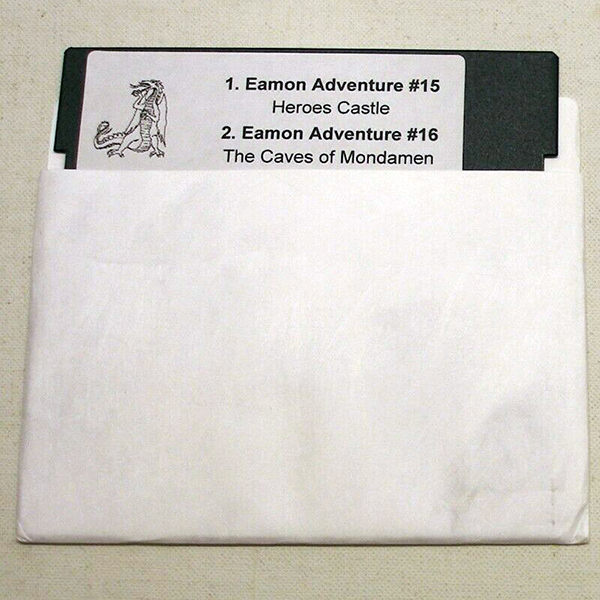 1. Eamon Adventure #15
Heroes Castle
2. Eamon Adventure #16
The Caves of Mondamen